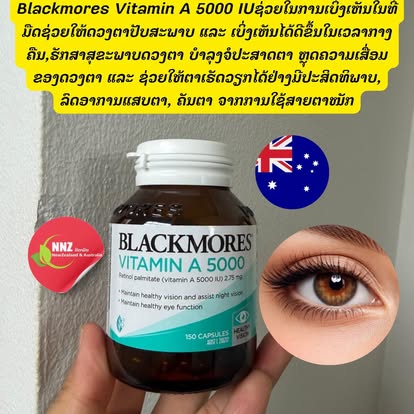 Blackmores Vitamin A 5000 IUຊ່ວຍໃນການເບິ່ງເຫັນໃນທີ່
ມືດຊ່ວຍໃຫ້ດວງຕາປັບສະພາບ ແລະ ເບິ່ງເຫັນໄດ້ດີຂຶ້ນໃນເວລາກາງ
ຄືນ,ຮັກສາສຸຂະພາບດວງຕາ ບຳລຸງຈໍປະສາດຕາ ຫຼຸດຄວາມເສື່ອມ
ຂອງດວງຕາ ແລະ ຊ່ວຍໃຫ້ຕາເຮັດວຽກໄດ້ຢ່າງມີປະສິດທິພາບ,
ລົດອາການແສບຕາ, ຄັນຕາ ຈາກການໃຊ້ສາຍຕາໜັກ
NNZ
NewZealand & Australia
BLACKMORES
VITAMIN A 5000
Retinol palmitate (vitamin A 5000 IU) 2.75 mg
• Maintain healthy vision and assist night vision
• Maintain healthy eye function
150 CAPSULES
HEALTHY
VISION